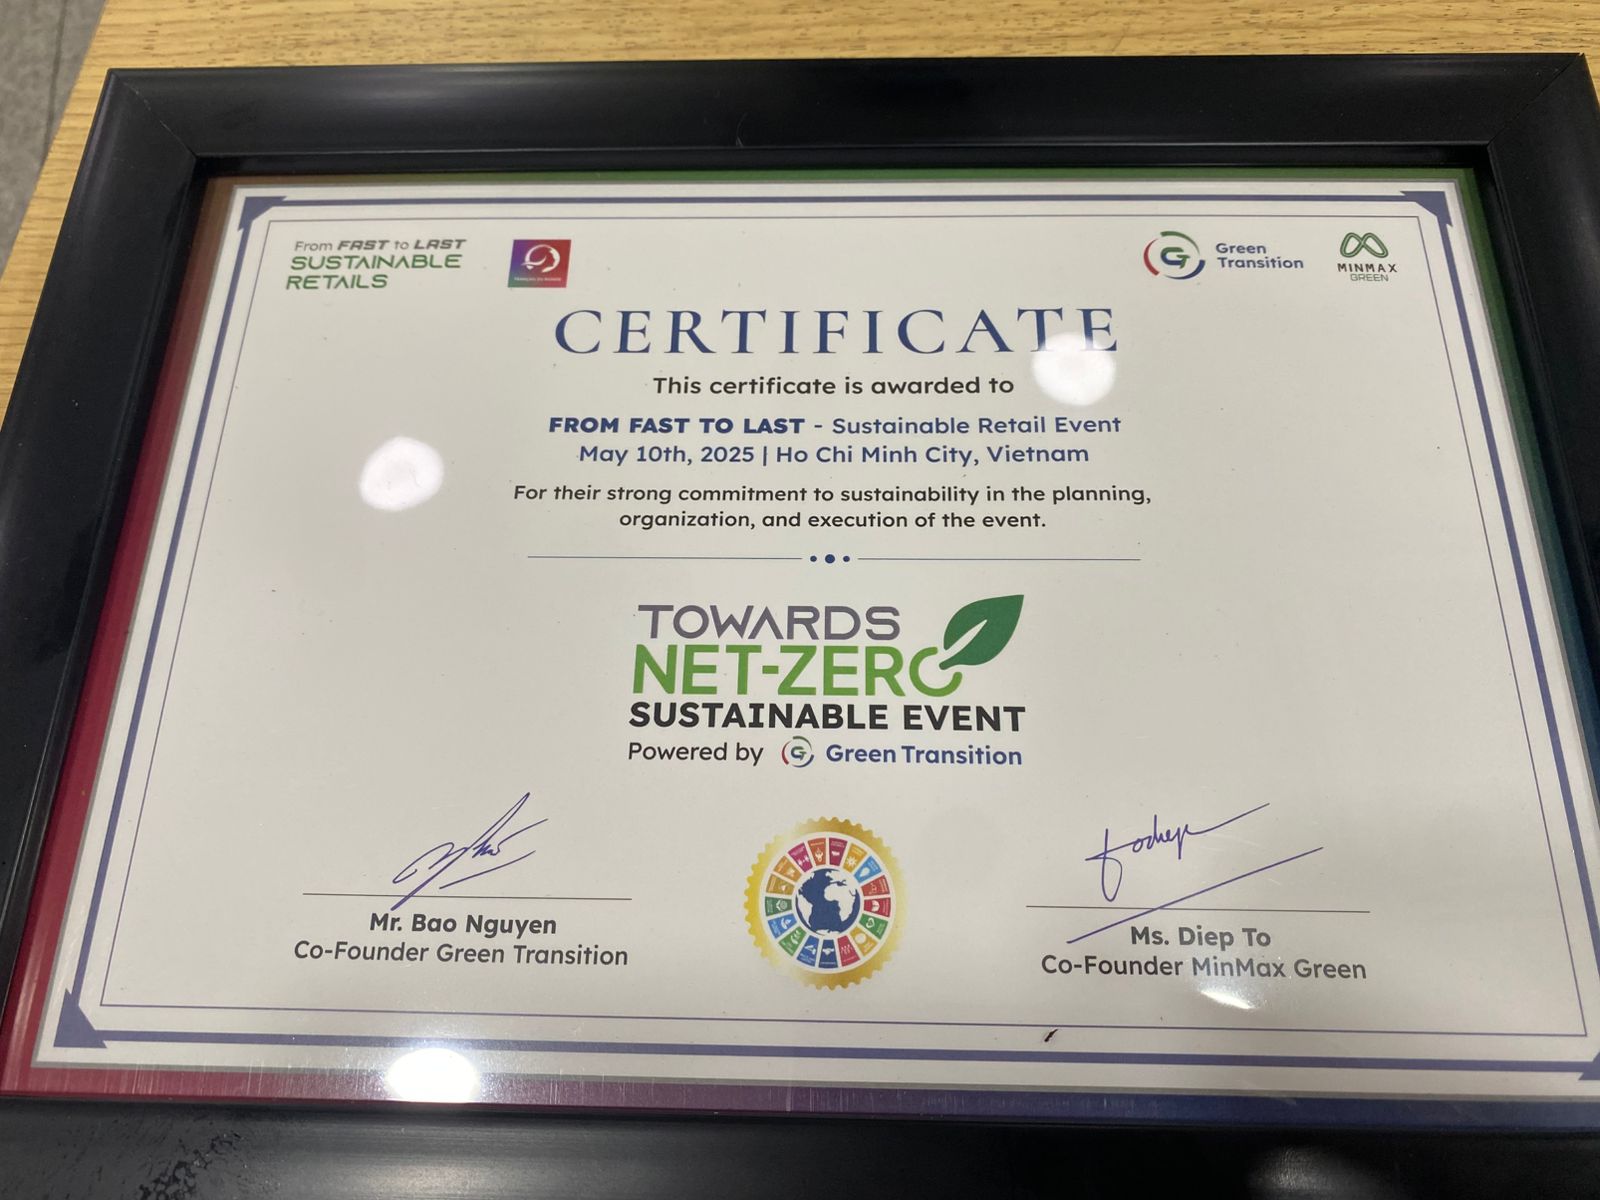 From FAST to LAST
SUSTAINABLE
RETAILS
Green
Transition
MINMAX
GREEN
CERTIFICATE
This certificate is awarded to
FROM FAST TO LAST - Sustainable Retail Event
May 10th, 2025 | Ho Chi Minh City, Vietnam
For their strong commitment to sustainability in the planning,
organization, and execution of the event.
TOWARDS
NET-ZERO
SUSTAINABLE EVENT
Powered by GT Green Transition
Mr. Bao Nguyen
Co-Founder Green Transition
Ms. Diep To
Co-Founder MinMax Green